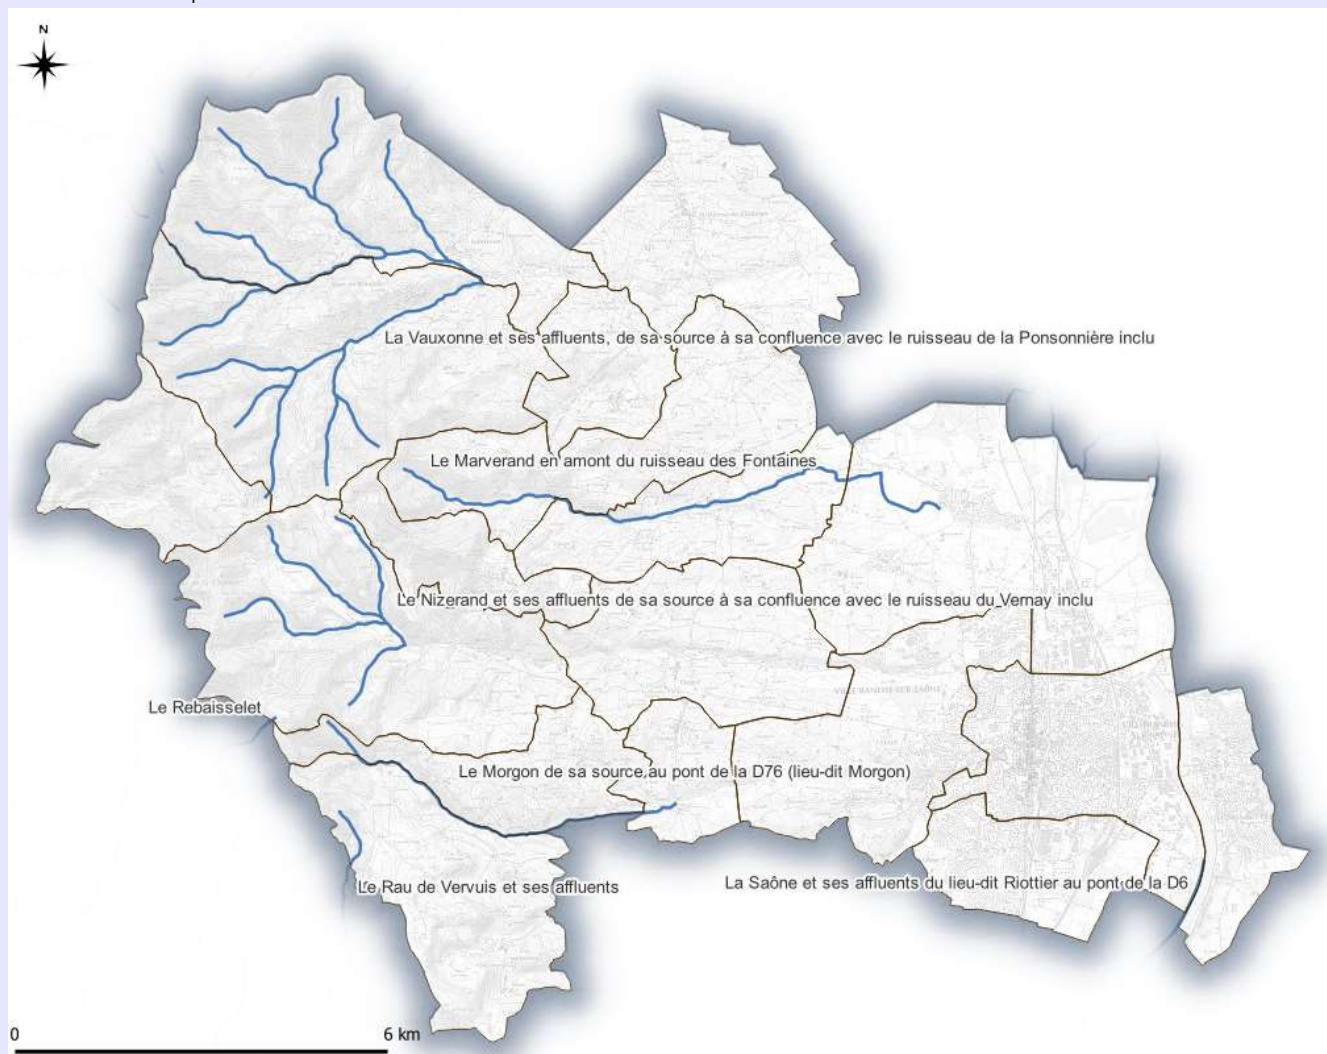 N
La Vauxonne et ses affluents, de sa source à sa confluence avec le ruisseau de la Ponsonnière inclu
Le Marverand en amont du ruisseau des Fontaines
Le Nizerand et ses affluents de sa source à sa confluence avec le ruisseau du Vernay inclu
Le Rebaisselet
Le Morgon de sa source au pont de la D76 (lieu-dit Morgon)
Le Rau de Vervuis et ses affluents
La Saône et ses affluents du lieu-dit Riottier au pont de la D6
0
6 km